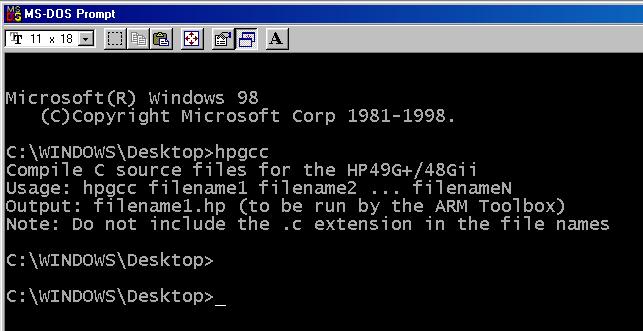 MS-DOS Prompt
11 x 18
A
Microsoft(R) Windows 98
(C)Copyright Microsoft Corp 1981-1998.
C:\WINDOWS\Desktop>hpgcc
Compile C source files for the HP49G+/48Gii
Usage: hpgcc filename1 filename2 ... filenameN
Output: filename1.hp (to be run by the ARM Toolbox)
Note: Do not include the .c extension in the file names
C:\WINDOWS\Desktop>
C:\WINDOWS\Desktop>_